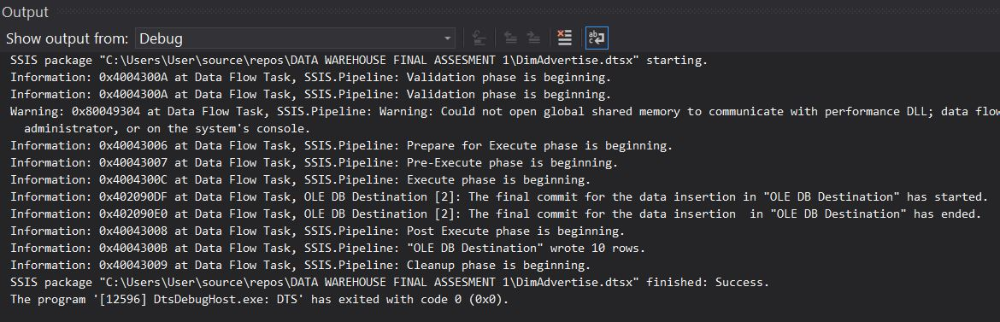 Output
Show output from: Debug
SSIS package "C:\Users\User\source\repos\DATA WAREHOUSE FINAL ASSESMENT 1\DimAdvertise.dtsx" starting.
Information: 0x4004300A at Data Flow Task, SSIS.Pipeline: Validation phase is beginning.
Information: 0x4004300A at Data Flow Task, SSIS.Pipeline: Validation phase is beginning.
Warning: 0x80049304 at Data Flow Task, SSIS.Pipeline: Warning: Could not open global shared memory to communicate with performance DLL; data flow
administrator, or on the system's console.
Information: 0x40043006 at Data Flow Task, SSIS.Pipeline: Prepare for Execute phase is beginning.
Information: 0x40043007 at Data Flow Task, SSIS.Pipeline: Pre-Execute phase is beginning.
Information: 0x4004300C at Data Flow Task, SSIS.Pipeline: Execute phase is beginning.
Information: 0x402090DF at Data Flow Task, OLE DB Destination [2]: The final commit for the data insertion in "OLE DB Destination" has started.
Information: 0x402090E0 at Data Flow Task, OLE DB Destination [2]: The final commit for the data insertion  in "OLE DB Destination" has ended.
Information: 0x40043008 at Data Flow Task, SSIS.Pipeline: Post Execute phase is beginning.
Information: 0x4004300B at Data Flow Task, SSIS.Pipeline: "OLE DB Destination" wrote 10 rows.
Information: 0x40043009 at Data Flow Task, SSIS.Pipeline: Cleanup phase is beginning.
SSIS package "C:\Users\User\source\repos\DATA WAREHOUSE FINAL ASSESMENT 1\DimAdvertise.dtsx" finished: Success.
The program '[12596] DtsDebugHost.exe: DTS' has exited with code 0 (0x0).